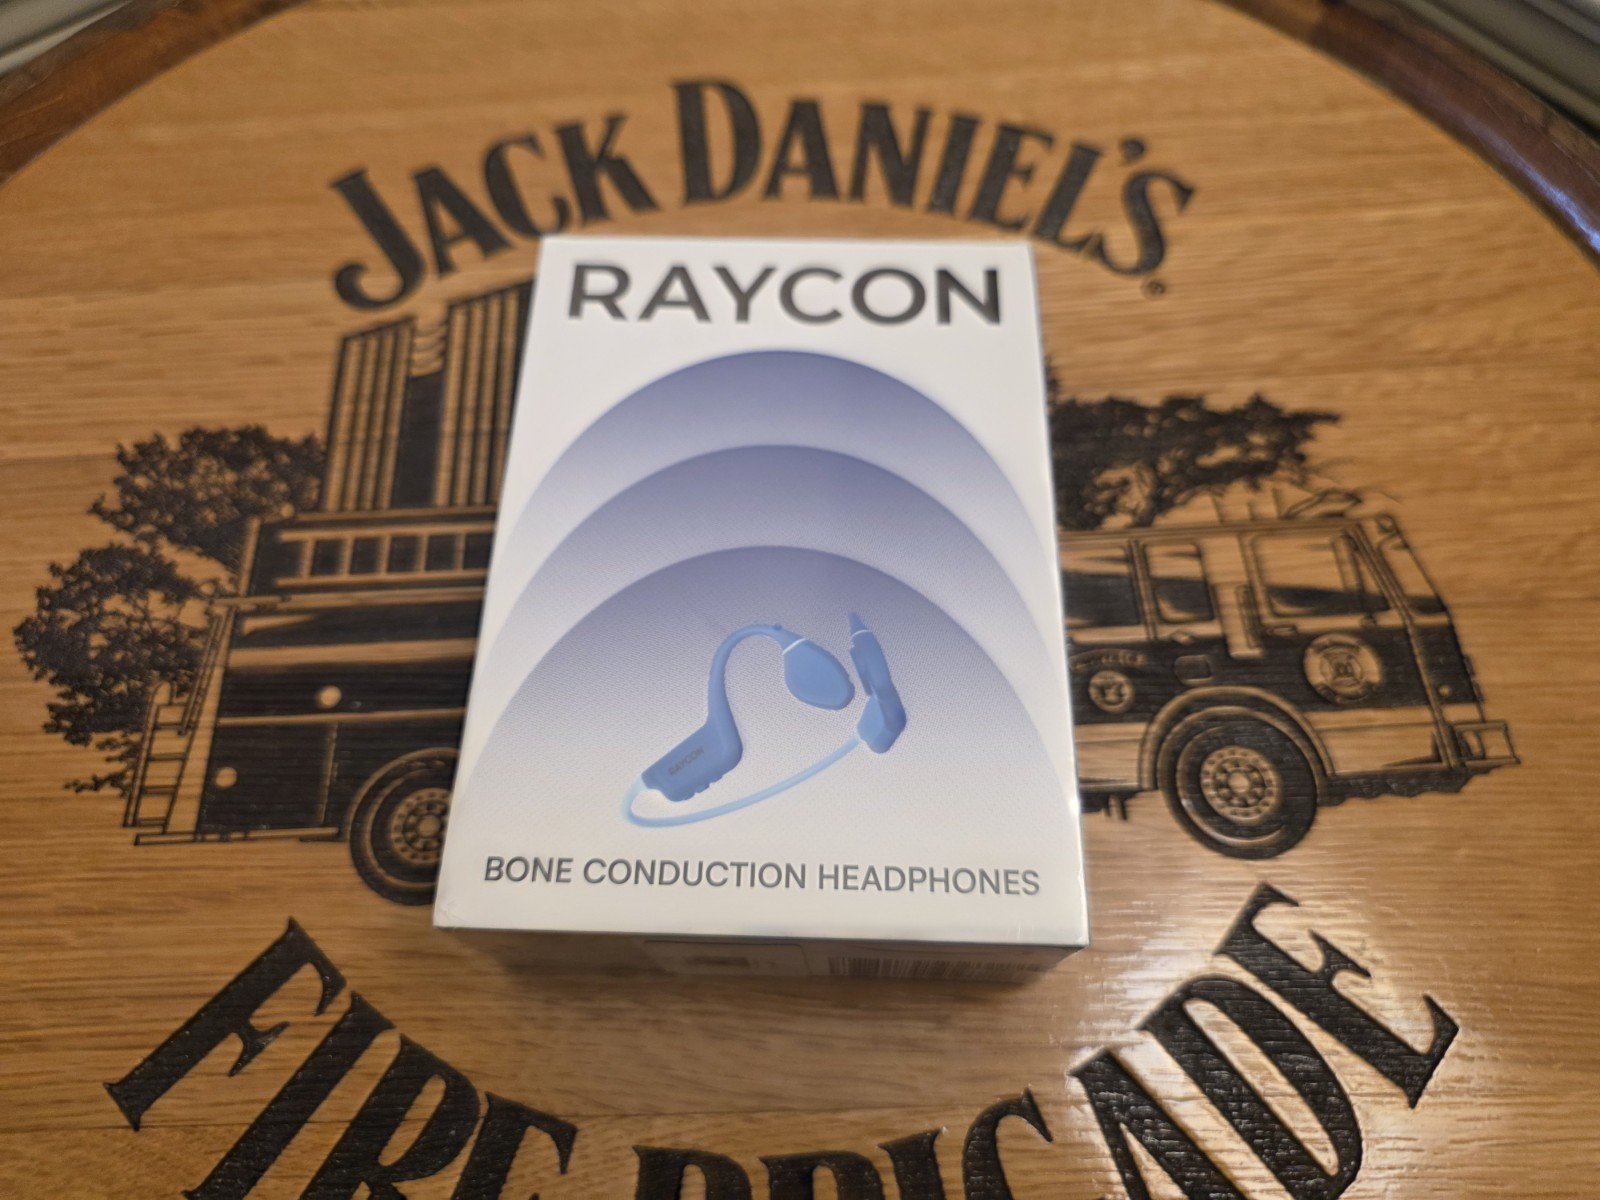 JACK DANIEL'S®
RAYCON
RAYCON
BONE CONDUCTION HEADPHONES
FIRE BRIGADE